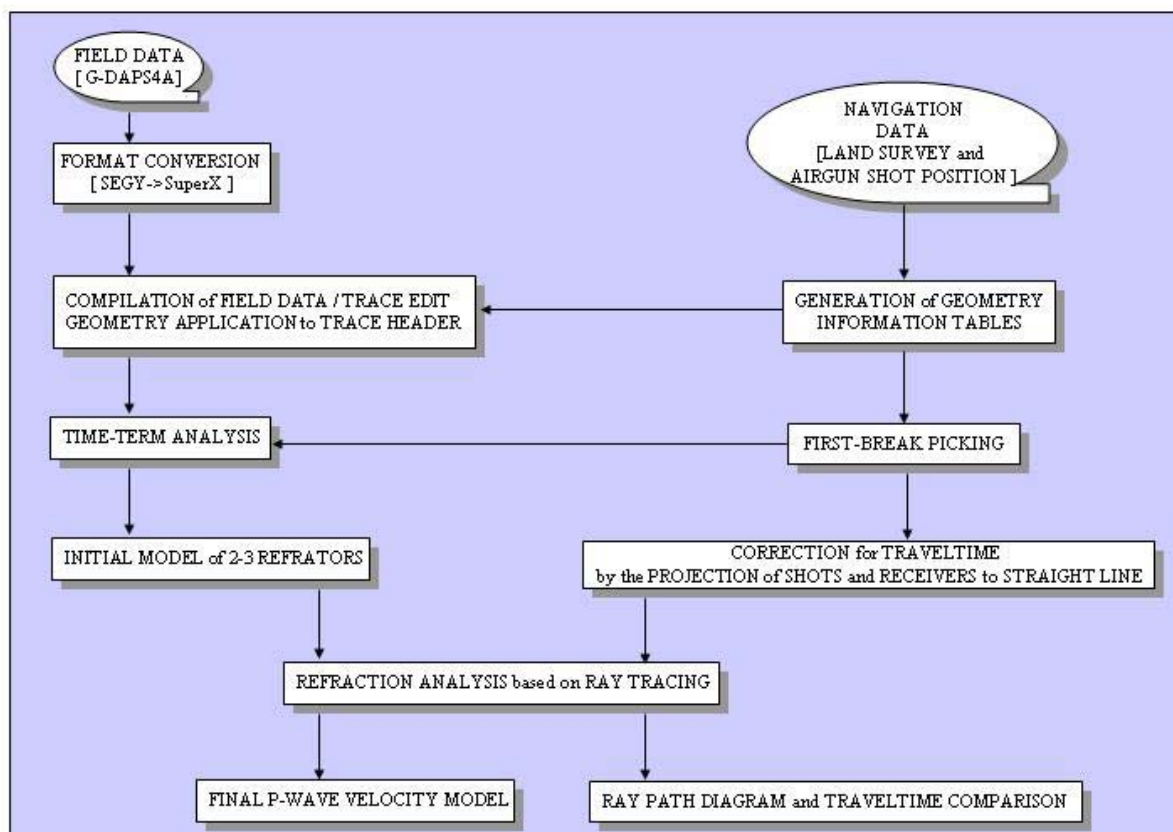 FIELD DATA
[ G-DAPS4A]
NAVIGATION
DATA
[LAND SURVEY and
AIRGUN SHOT POSITION ]
FORMAT CONVERSION
[ SEGY->SuperX ]
COMPILATION of FIELD DATA / TRACE EDIT
GEOMETRY APPLICATION to TRACE HEADER
GENERATION of GEOMETRY
INFORMATION TABLES
TIME-TERM ANALYSIS
FIRST-BREAK PICKING
INITIAL MODEL of 2-3 REFRATORS
CORRECTION for TRAVELTIME
by the PROJECTION of SHOTS and RECEIVERS to STRAIGHT LINE
REFRACTION ANALYSIS based on RAY TRACING
FINAL P-WAVE VELOCITY MODEL
RAY PATH DIAGRAM and TRAVELTIME COMPARISON